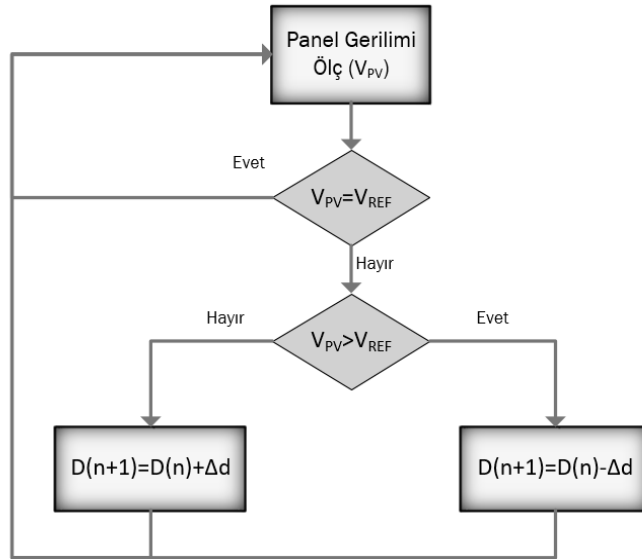 Panel Gerilimi
Ölç (V_PV)
Evet
V_PV=V_REF
Hayır
Hayır
V_PV>V_REF
Evet
D(n+1)=D(n)+Δd
D(n+1)=D(n)-Δd